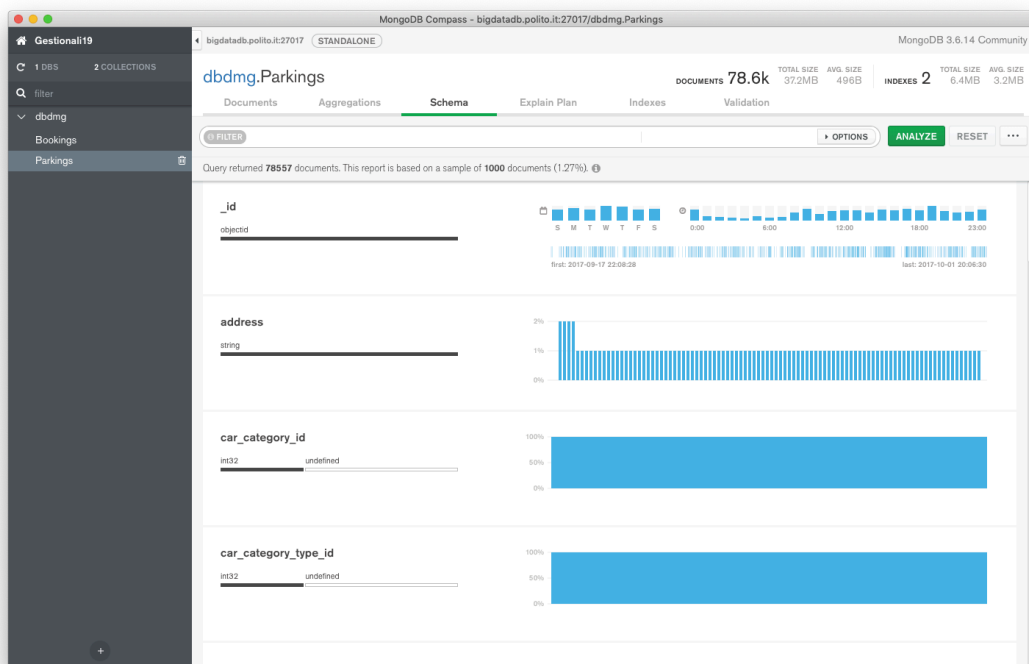 MongoDB Compass - bigdatadb.polito.it:27017/dbdmg.Parkings
Gestionali19
1 DBS 2 COLLECTIONS
filter
dbdmg
Bookings
Parkings
bigdatadb.polito.it:27017 STANDALONE MongoDB 3.6.14 Community
dbdmg.Parkings
DOCUMENTS 78.6k TOTAL SIZE 37.2MB AVG. SIZE 496B INDEXES 2 TOTAL SIZE 6.4MB AVG. SIZE 3.2MB
Documents Aggregations Schema Explain Plan Indexes Validation
FILTER OPTIONS ANALYZE RESET ...
Query returned 78557 documents. This report is based on a sample of 1000 documents (1.27%).
_id
objectid
S M T W T F S 0:00 6:00 12:00 18:00 23:00
first: 2017-09-17 22:08:28 last: 2017-10-01 20:06:30
address
string
2%
1%
0%
car_category_id
int32 undefined
100%
50%
0%
car_category_type_id
int32 undefined
100%
50%
0%